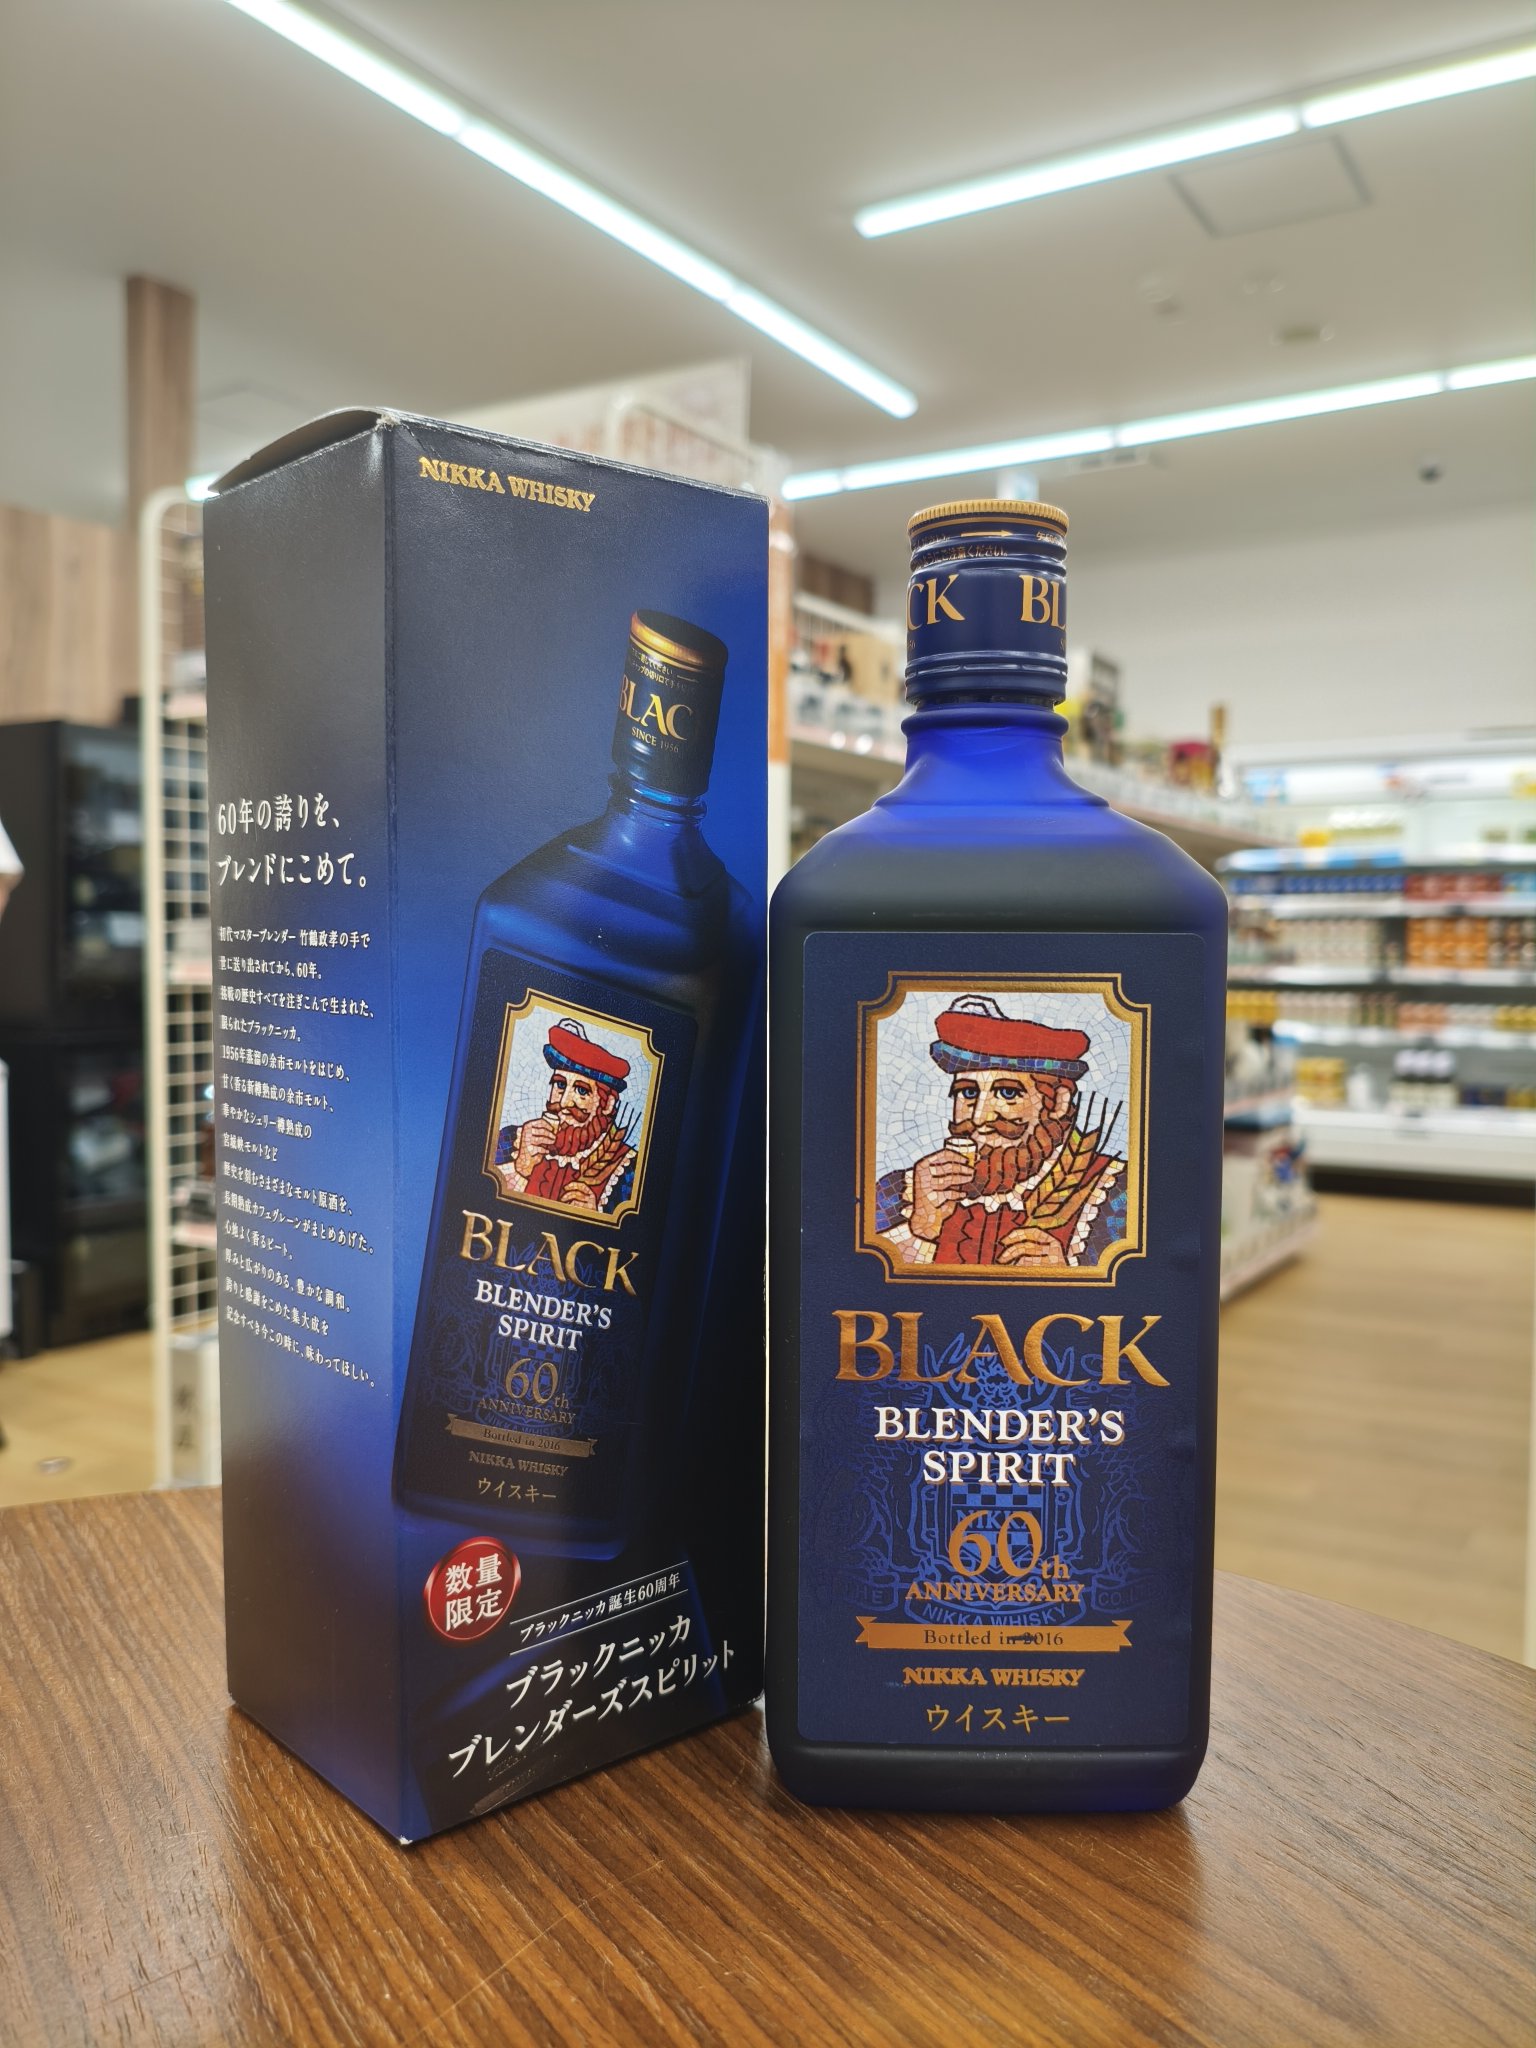 NIKKA WHISKY
60年の誇りを、
ブレンドにこめて。
初代マスターブレンダー 竹鶴政孝の手で
世に送り出されてから、60年。
挑戦の歴史すべてを注ぎこんで生まれた、
限られたブラックニッカ。
1956年蒸溜の余市モルトをはじめ、
甘く香る新樽熟成の余市モルト、
華やかなシェリー樽熟成の
宮城峡モルトなど
歴史を刻むさまざまなモルト原酒を、
長期熟成カフェグレーンがまとめあげた。
心地よく香るピート。
厚みと広がりのある、豊かな調和。
誇りと感謝をこめた集大成を
記念すべき今この時に、味わってほしい。
BLAC
SINCE 1956
BLACK
BLENDER'S
SPIRIT
60th
ANNIVERSARY
Bottled in 2016
NIKKA WHISKY
ウイスキー
数量
限定
ブラックニッカ誕生60周年
ブラックニッカ
ブレンダーズスピリット
ご注意ください。
CK BL
BLACK
BLENDER'S
SPIRIT
NIKKA
60th
ANNIVERSARY
NIKKA WHISKY
Bottled in 2016
NIKKA WHISKY
ウイスキー